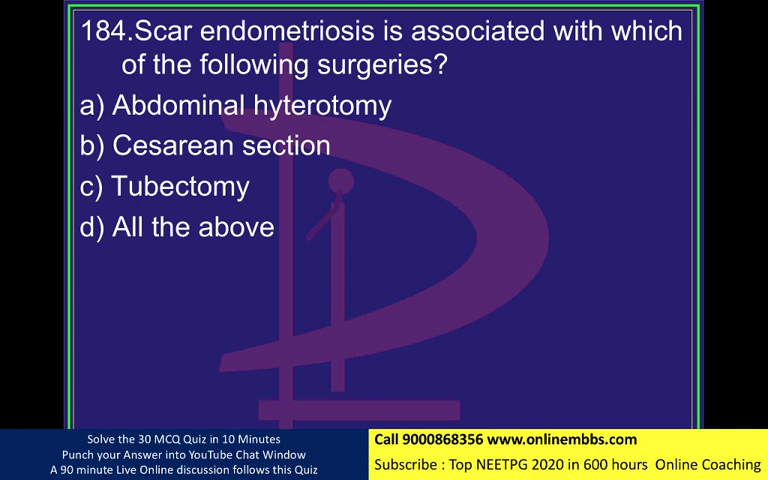 184.Scar endometriosis is associated with which
of the following surgeries?
a) Abdominal hyterotomy
b) Cesarean section
c) Tubectomy
d) All the above
Solve the 30 MCQ Quiz in 10 Minutes
Punch your Answer into YouTube Chat Window
A 90 minute Live Online discussion follows this Quiz
Call 9000868356 www.onlinembbs.com
Subscribe : Top NEETPG 2020 in 600 hours Online Coaching